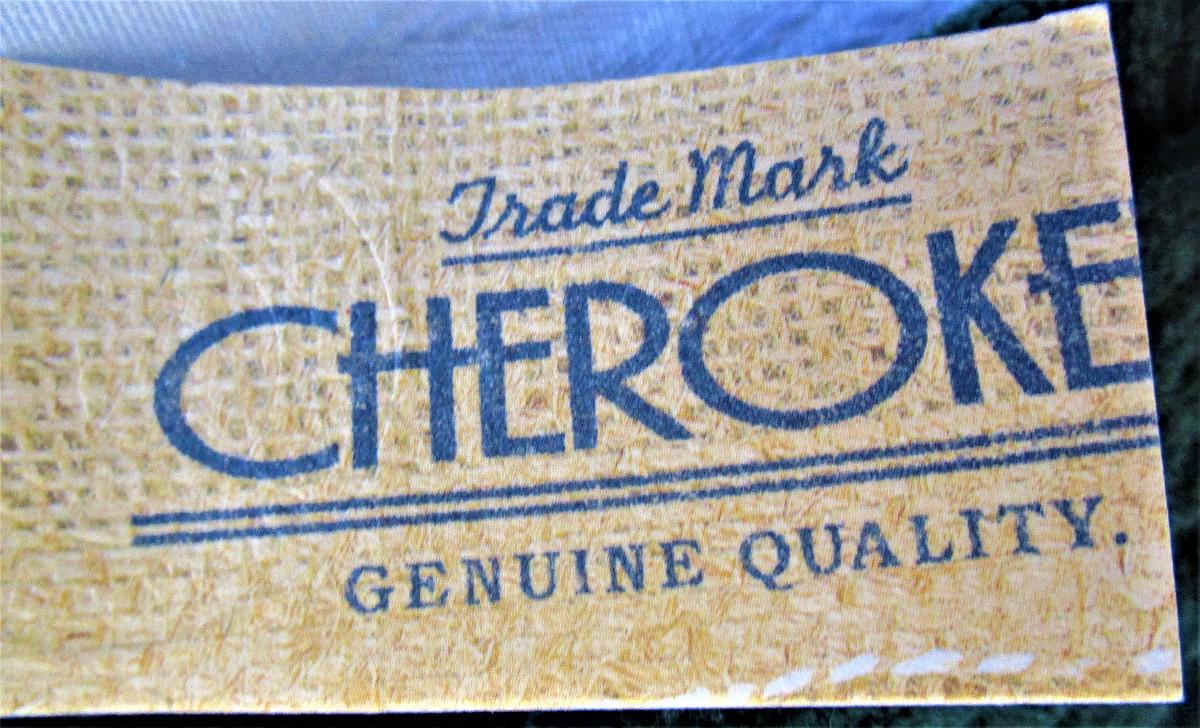 Trade Mark
CHEROKE
GENUINE QUALITY.